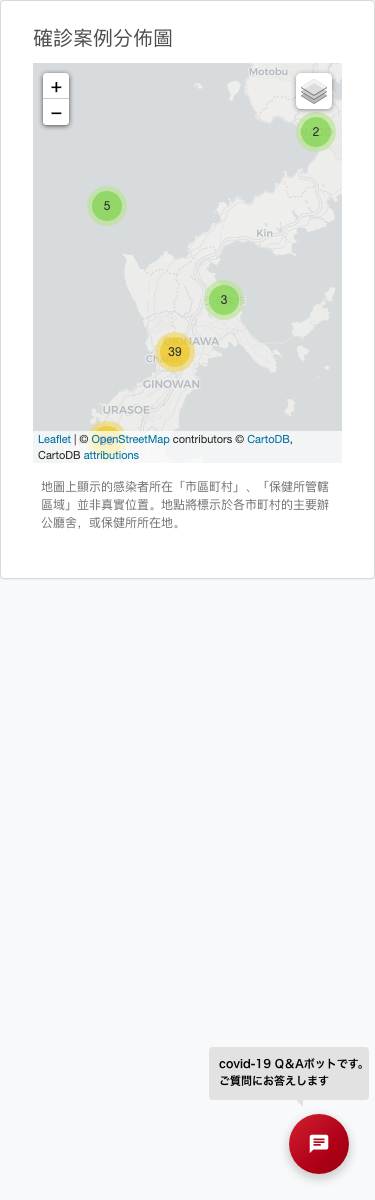 確診案例分佈圖
Motobu
+
−
2
5
Kin
3
39
GINOWAN
URASOE
Leaflet | © OpenStreetMap contributors © CartoDB,
CartoDB attributions
地圖上顯示的感染者所在「市區町村」、「保健所管轄
區域」並非真實位置。地點將標示於各市町村的主要辦
公廳舍，或保健所所在地。
covid-19 Q&Aボットです。
ご質問にお答えします